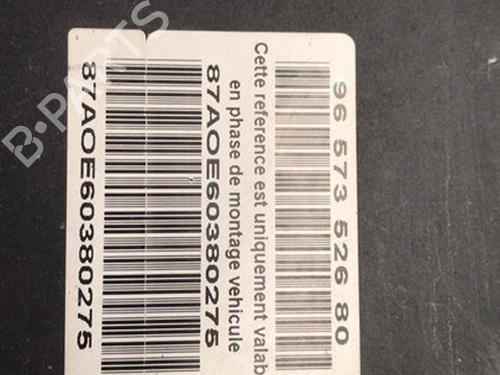 96 573 526 80
Cette reference est uniquement valab
en phase de montage vehicule
87AOE60380275
87AOE60380275
B-PARTS